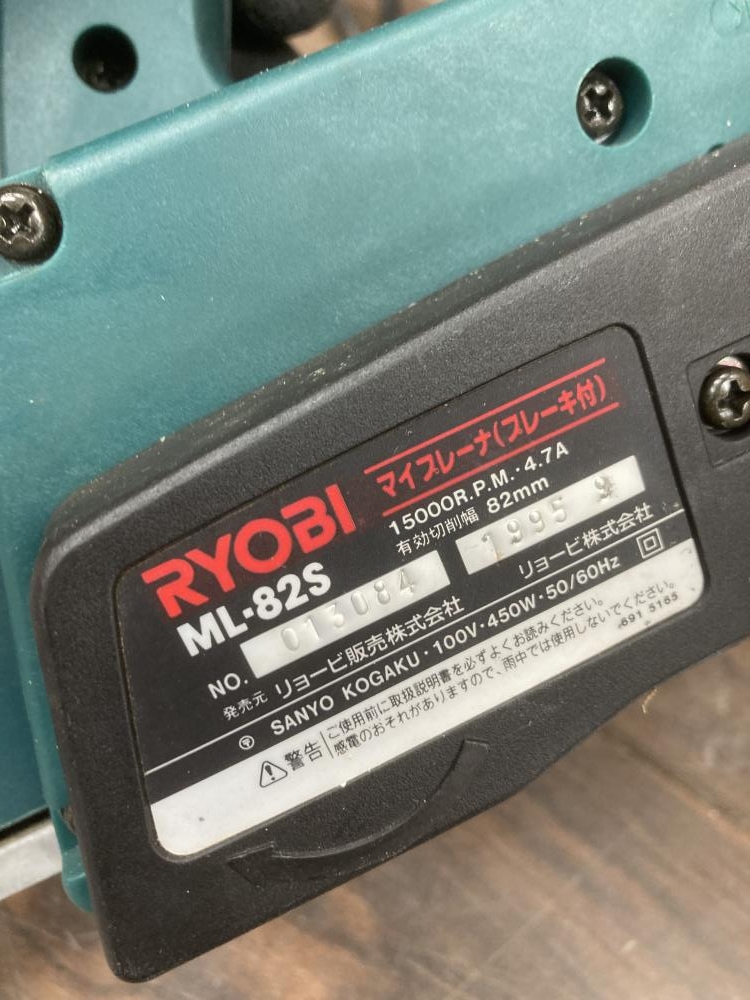 RYOBI
マイプレーナ(ブレーキ付)
ML-82S
15000R.P.M.・4.7A
有効切削幅 82mm
NO. 013084
1995 9
発売元 リョービ販売株式会社 リョービ株式会社
〶 SANYO KOGAKU・100V・450W・50/60Hz
⚠警告 ご使用前に取扱説明書を必ずよくお読みください。
感電のおそれがありますので、雨中では使用しないでください。
691 5165